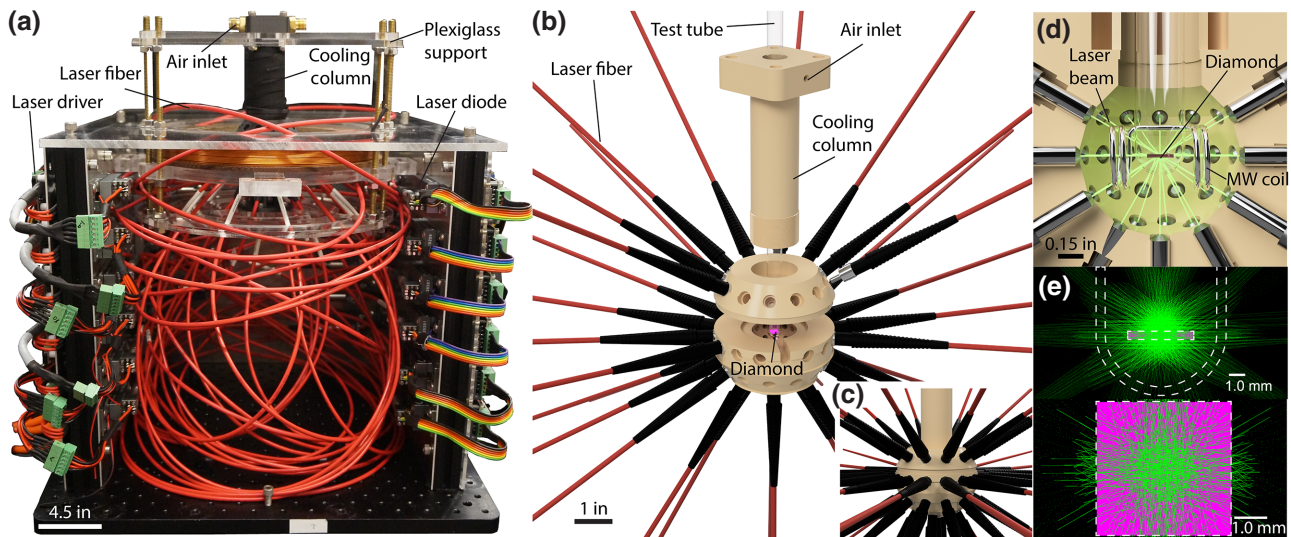 (a)
Air inlet
Plexiglass
support
Cooling
column
Laser fiber
Laser driver
Laser diode
4.5 in
(b)
Test tube
Air inlet
Laser fiber
Cooling
column
Diamond
1 in
(c)
(d)
Laser
beam
Diamond
MW coil
0.15 in
(e)
1.0 mm
1.0 mm